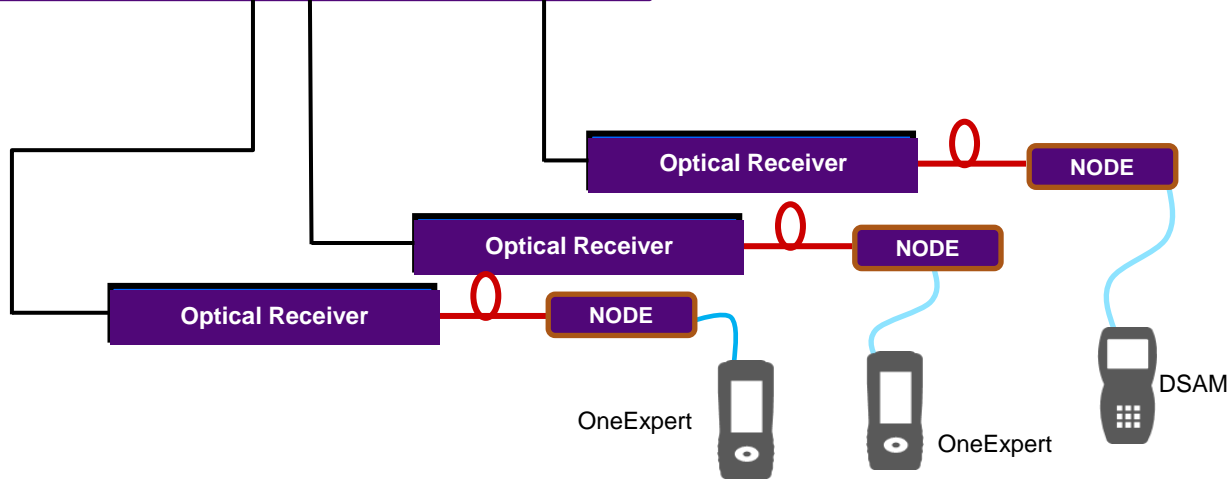 Optical Receiver
NODE
Optical Receiver
NODE
Optical Receiver
NODE
DSAM
OneExpert
OneExpert